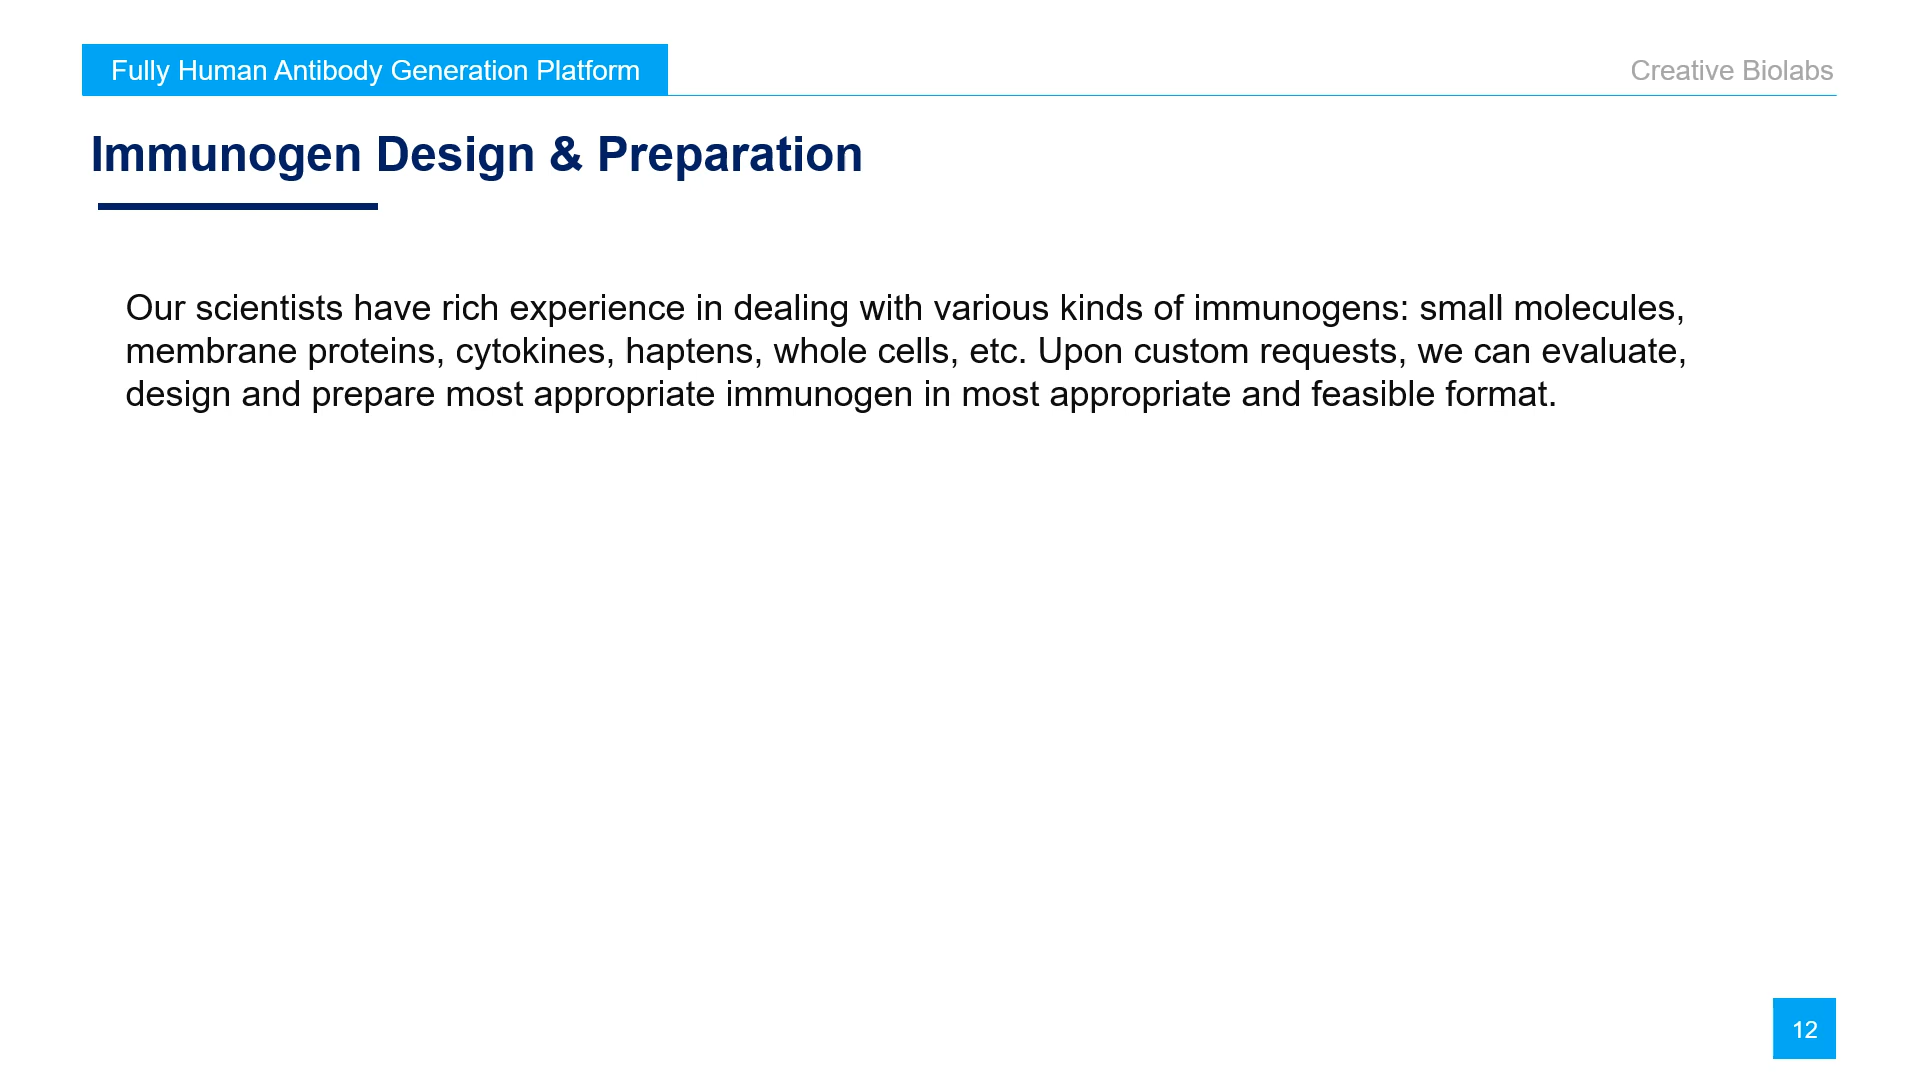 Fully Human Antibody Generation Platform
Creative Biolabs
Immunogen Design & Preparation
Our scientists have rich experience in dealing with various kinds of immunogens: small molecules,
membrane proteins, cytokines, haptens, whole cells, etc. Upon custom requests, we can evaluate,
design and prepare most appropriate immunogen in most appropriate and feasible format.
12